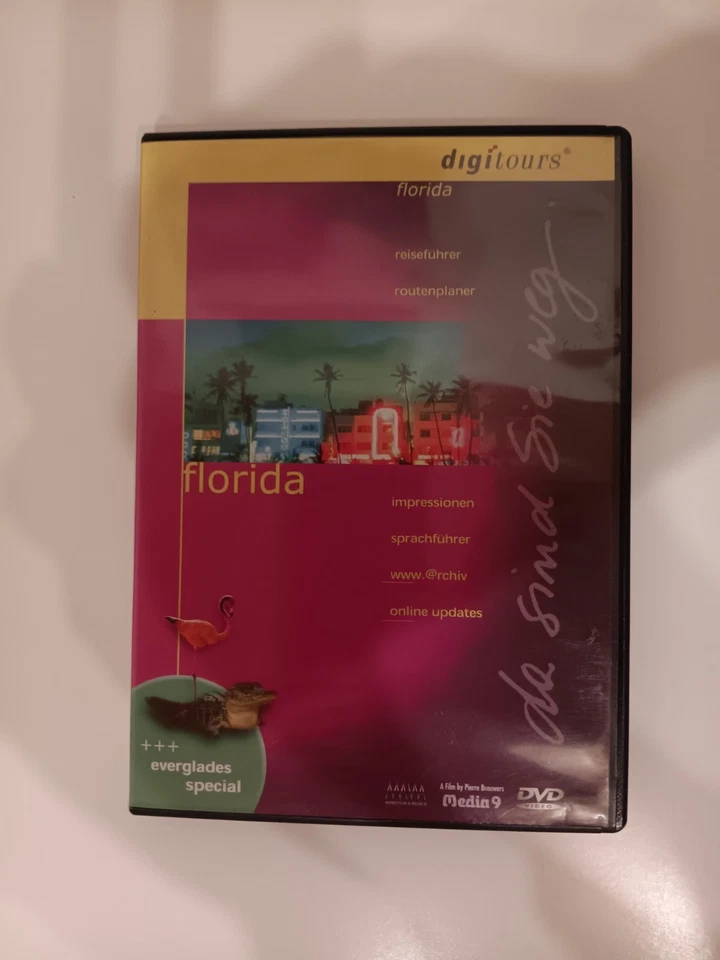 digitours®
florida
reiseführer
routenplaner
florida
impressionen
sprachführer
www.@rchiv
online updates
da sind Sie weg
+++
everglades
special
A Film by Pierre Brouwers
Media 9
DVD
VIDEO